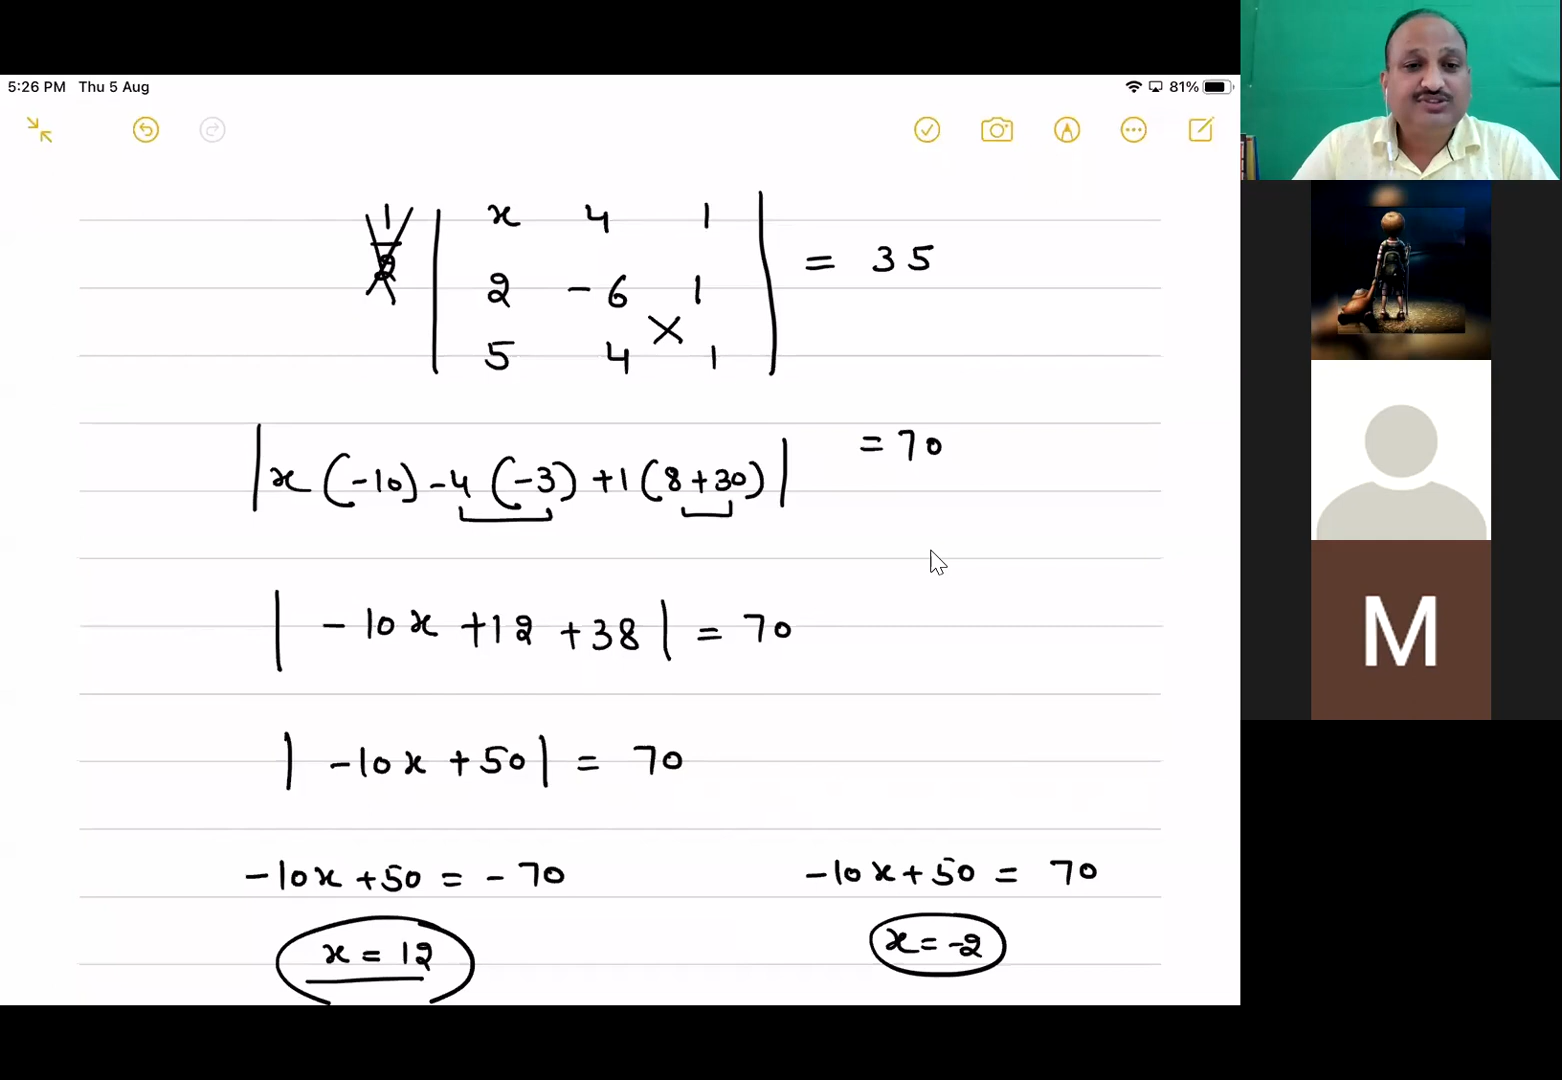 5:26 PM Thu 5 Aug 81%
1/2 | x 4 1 |
| 2 -6 1 | = 35
| 5 4 1 |
| x (-10) -4 (-3) +1 (8+30) | = 70
| -10x +12 +38 | = 70
| -10x +50 | = 70
-10x +50 = -70 -10x +50 = 70
x = 12 x = -2
M